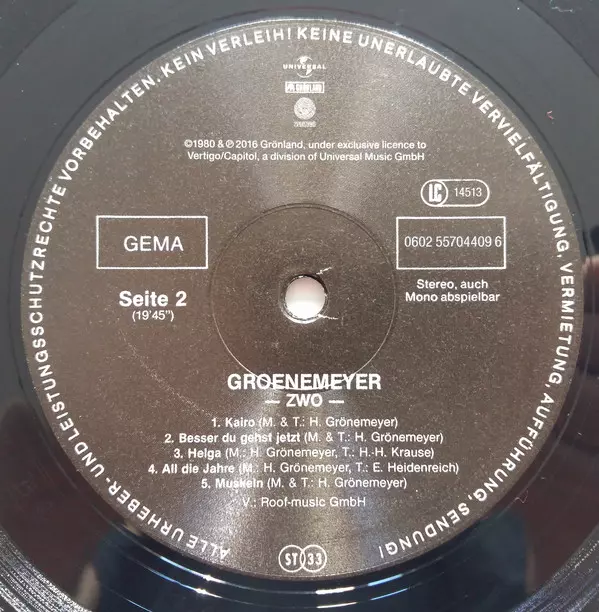 ALLE URHEBER- UND LEISTUNGSSCHUTZRECHTE VORBEHALTEN. KEIN VERLEIH! KEINE UNERLAUBTE VERVIELFÄLTIGUNG, VERMIETUNG, AUFFÜHRUNG, SENDUNG!
UNIVERSAL
GRÖNLAND
©1980 & ℗2016 Grönland, under exclusive licence to
Vertigo/Capitol, a division of Universal Music GmbH
LC 14513
GEMA
0602 55704409 6
Seite 2
(19'45")
Stereo, auch
Mono abspielbar
GROENEMEYER
— ZWO —
1. Kairo (M. & T.: H. Grönemeyer)
2. Besser du gehst jetzt (M. & T.: H. Grönemeyer)
3. Helga (M.: H. Grönemeyer, T.: H.-H. Krause)
4. All die Jahre (M.: H. Grönemeyer, T.: E. Heidenreich)
5. Muskeln (M. & T.: H. Grönemeyer)
V.: Roof-music GmbH
ST 33